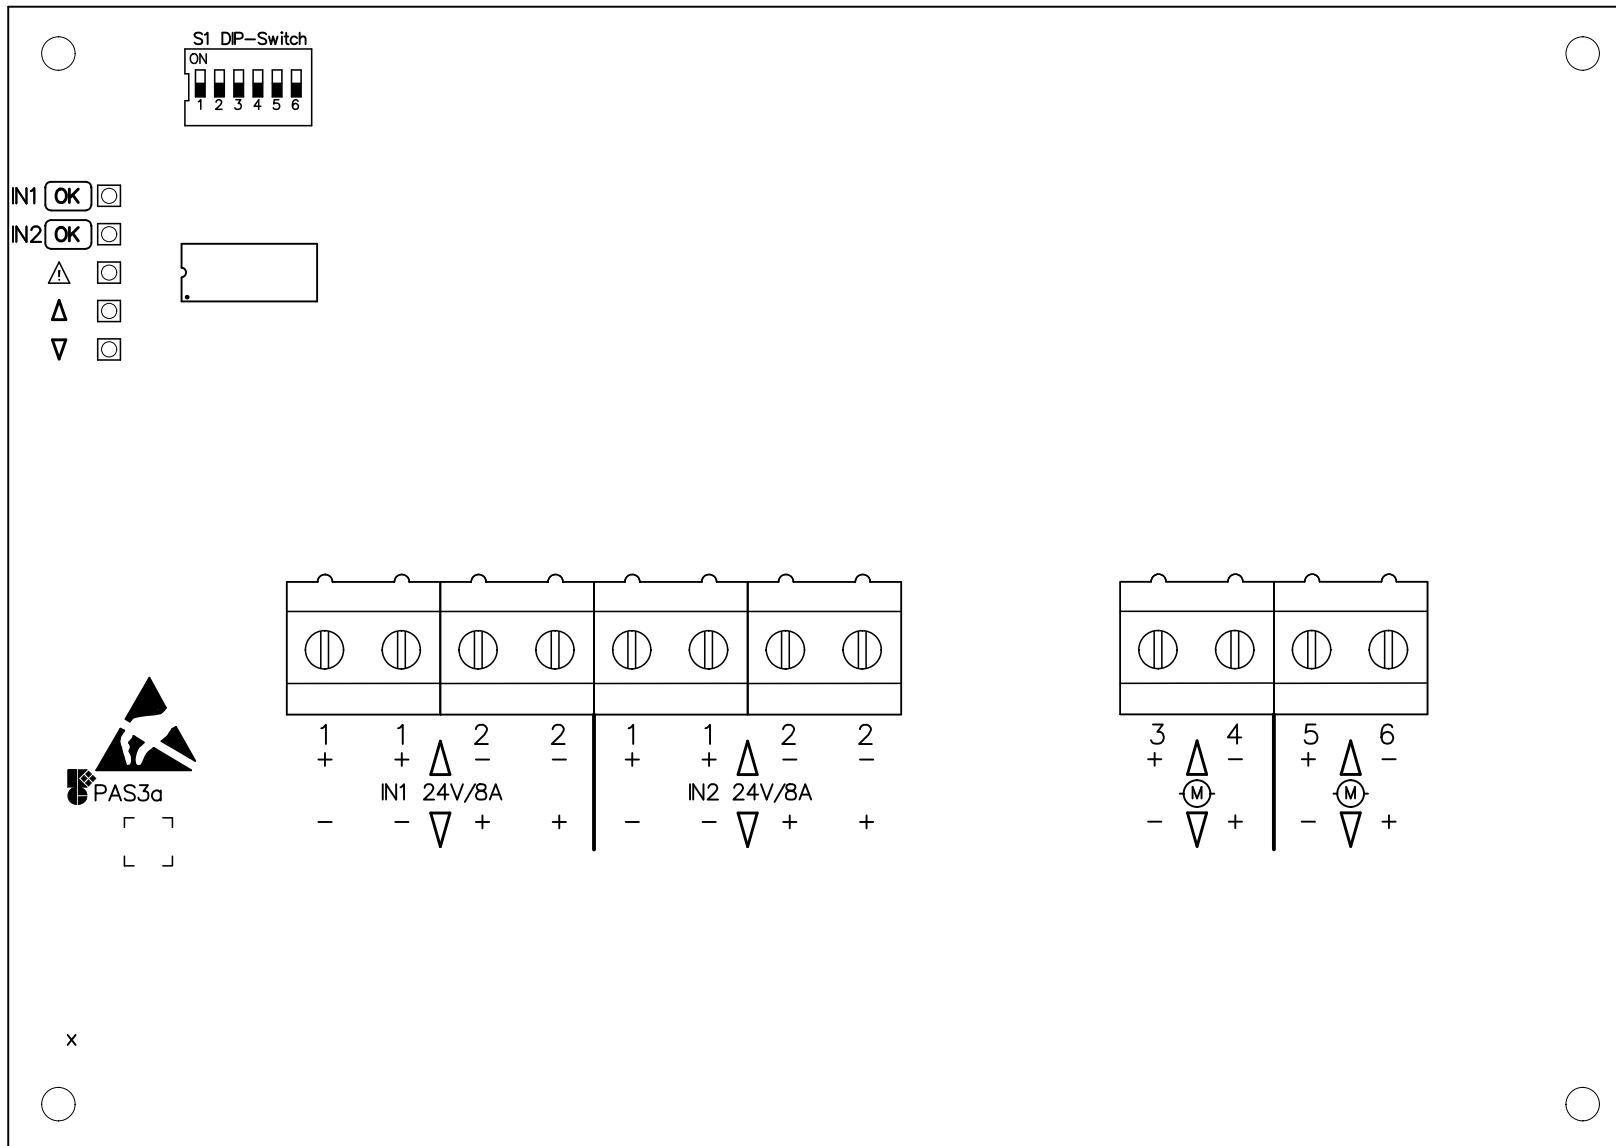 S1 DIP-Switch
ON
1 2 3 4 5 6
IN1 OK
IN2 OK
!
1 1 2 2 1 1 2 2 3 4 5 6
+ + - - + + - - + - + -
IN1 24V/8A IN2 24V/8A M M
- - + + - - + + - + - +
PAS3a
x